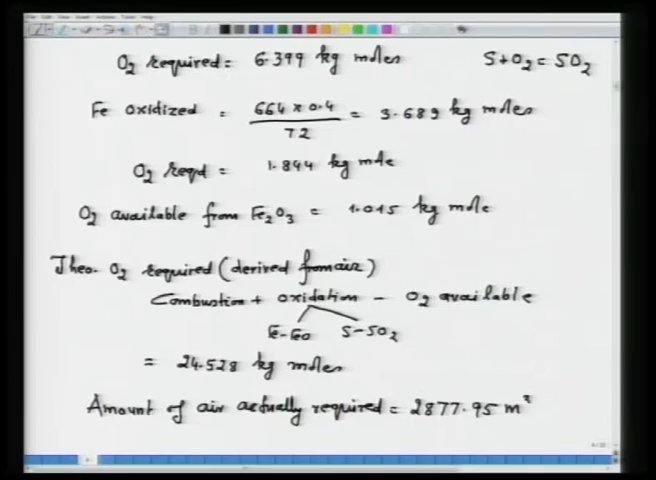 O₂ required = 6.399 kg moles   S+O₂ = SO₂
Fe oxidized = 664 x 0.4 / 72 = 3.689 kg moles
O₂ reqd = 1.844 kg mole
O₂ available from Fe₂O₃ = 1.015 kg mole
Theo. O₂ required (derived from air)
Combustion + oxidation - O₂ available
Fe-FeO   S-SO₂
= 24.528 kg moles
Amount of air actually required = 2877.95 m³